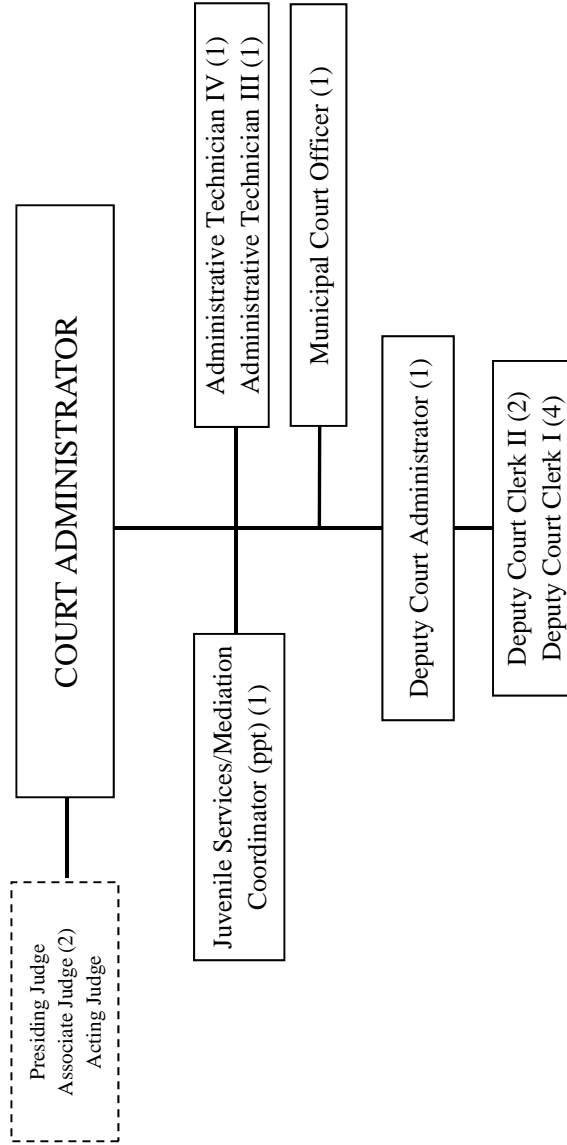 COURT ADMINISTRATOR
Presiding Judge
Associate Judge (2)
Acting Judge
Juvenile Services/Mediation
Coordinator (ppt) (1)
Administrative Technician IV (1)
Administrative Technician III (1)
Municipal Court Officer (1)
Deputy Court Administrator (1)
Deputy Court Clerk II (2)
Deputy Court Clerk I (4)